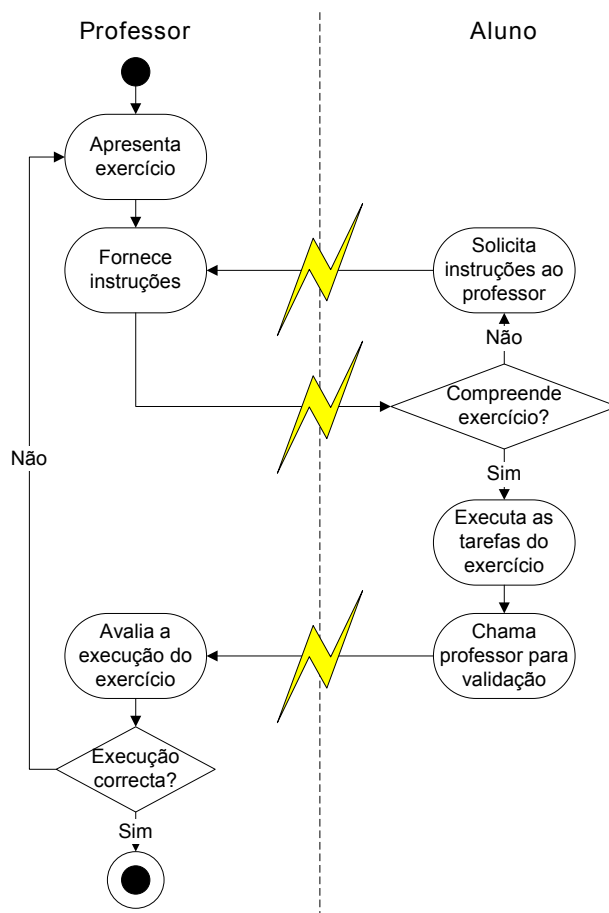 Professor
Aluno
Apresenta
exercício
Fornece
instruções
Solicita
instruções ao
professor
Não
Compreende
exercício?
Não
Sim
Executa as
tarefas do
exercício
Avalia a
execução do
exercício
Chama
professor para
validação
Execução
correcta?
Sim